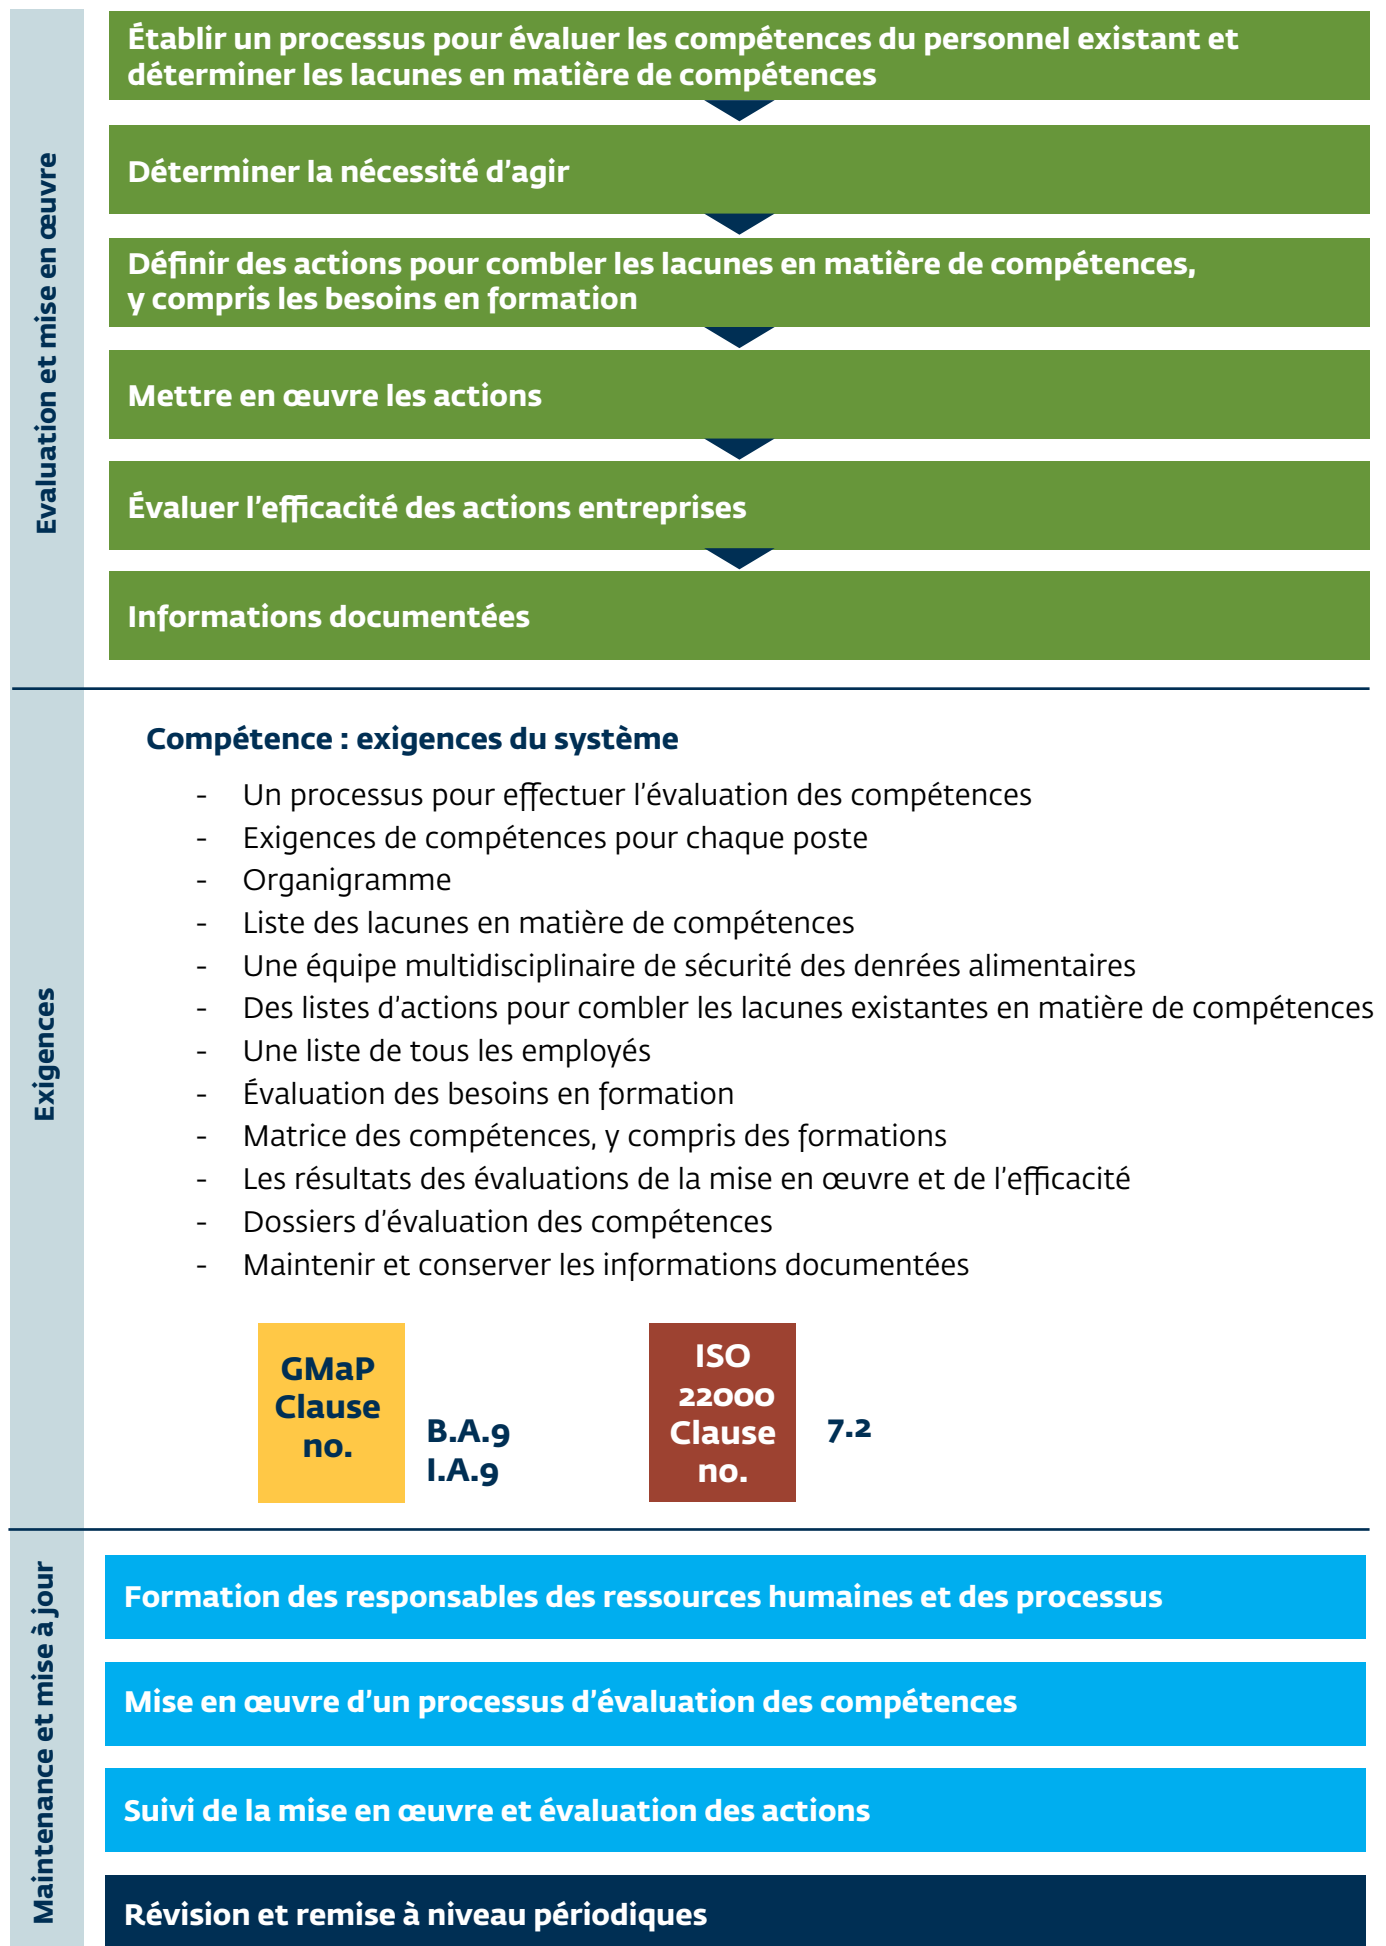 Evaluation et mise en œuvre
Établir un processus pour évaluer les compétences du personnel existant et
déterminer les lacunes en matière de compétences
Déterminer la nécessité d’agir
Définir des actions pour combler les lacunes en matière de compétences,
y compris les besoins en formation
Mettre en œuvre les actions
Évaluer l’efficacité des actions entreprises
Informations documentées
Exigences
Compétence : exigences du système
- Un processus pour effectuer l’évaluation des compétences
- Exigences de compétences pour chaque poste
- Organigramme
- Liste des lacunes en matière de compétences
- Une équipe multidisciplinaire de sécurité des denrées alimentaires
- Des listes d’actions pour combler les lacunes existantes en matière de compétences
- Une liste de tous les employés
- Évaluation des besoins en formation
- Matrice des compétences, y compris des formations
- Les résultats des évaluations de la mise en œuvre et de l’efficacité
- Dossiers d’évaluation des compétences
- Maintenir et conserver les informations documentées
GMaP
Clause
no.
B.A.9
I.A.9
ISO
22000
Clause
no.
7.2
Maintenance et mise à jour
Formation des responsables des ressources humaines et des processus
Mise en œuvre d’un processus d’évaluation des compétences
Suivi de la mise en œuvre et évaluation des actions
Révision et remise à niveau périodiques